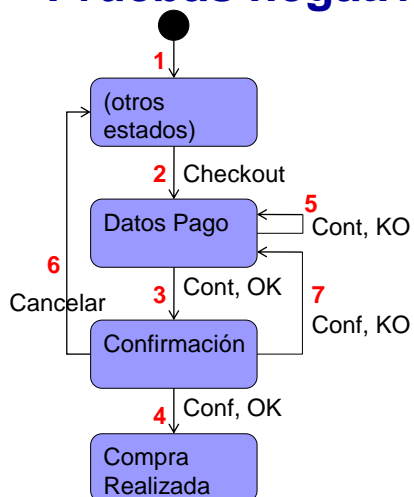 1
(otros
estados)
2 Checkout
Datos Pago
5
Cont, KO
6
Cancelar
3 Cont, OK
7
Conf, KO
Confirmación
4 Conf, OK
Compra
Realizada